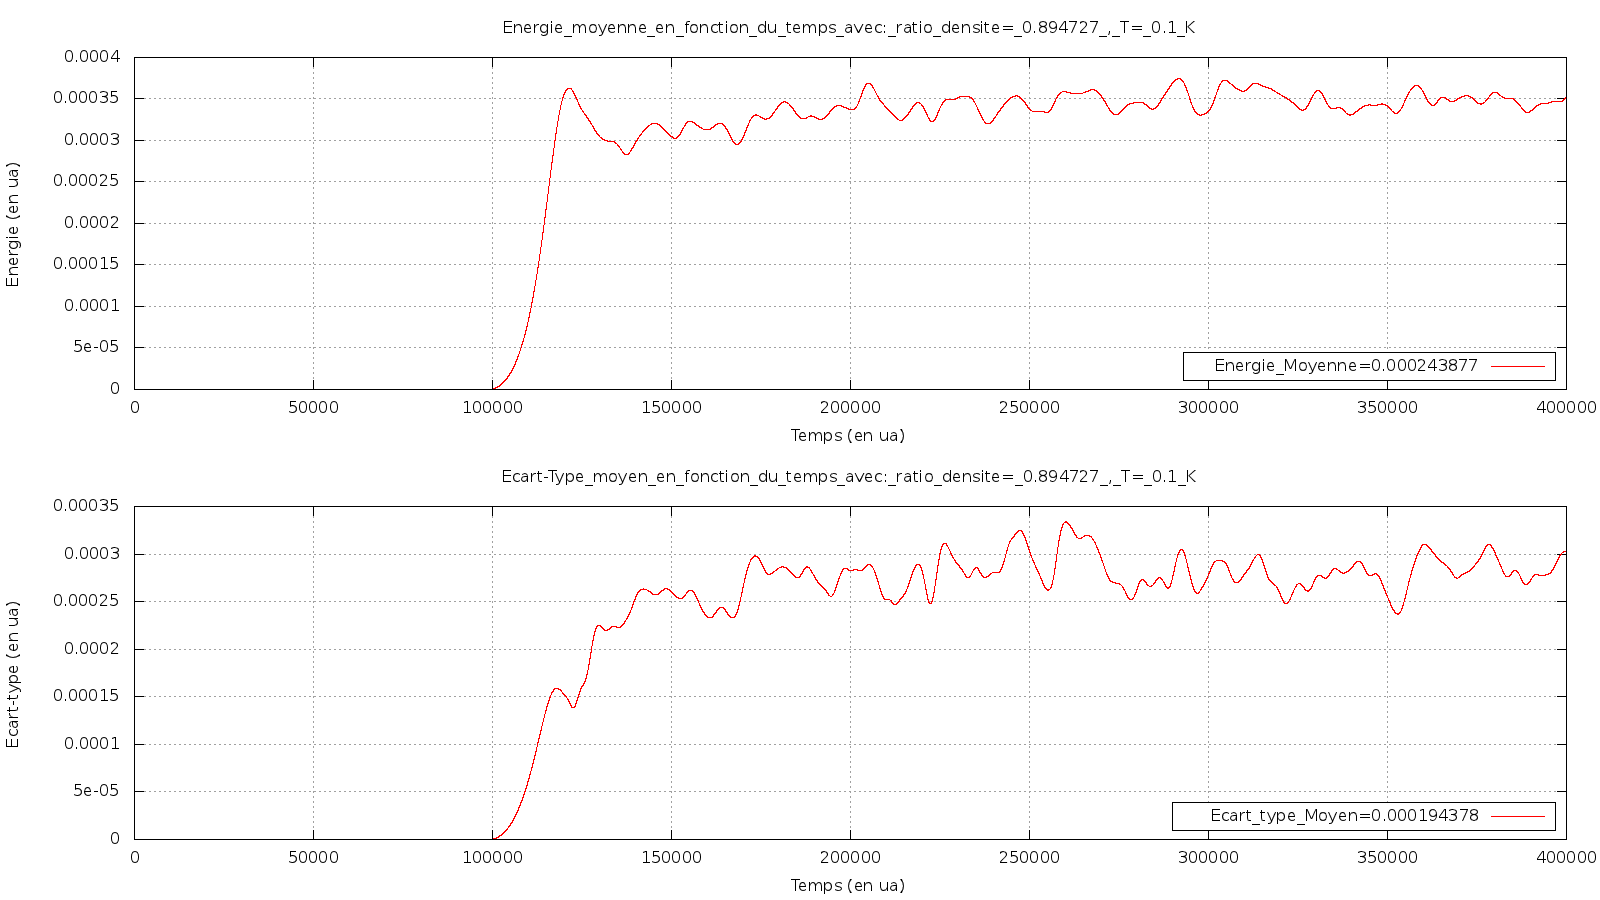 Energie_moyenne_en_fonction_du_temps_avec:_ratio_densite=_0.894727_,_T=_0.1_K
0.0004
0.00035
0.0003
0.00025
0.0002
0.00015
0.0001
5e-05
0
Energie (en ua)
Energie_Moyenne=0.000243877
0 50000 100000 150000 200000 250000 300000 350000 400000
Temps (en ua)
Ecart-Type_moyen_en_fonction_du_temps_avec:_ratio_densite=_0.894727_,_T=_0.1_K
0.00035
0.0003
0.00025
0.0002
0.00015
0.0001
5e-05
0
Ecart-type (en ua)
Ecart_type_Moyen=0.000194378
0 50000 100000 150000 200000 250000 300000 350000 400000
Temps (en ua)